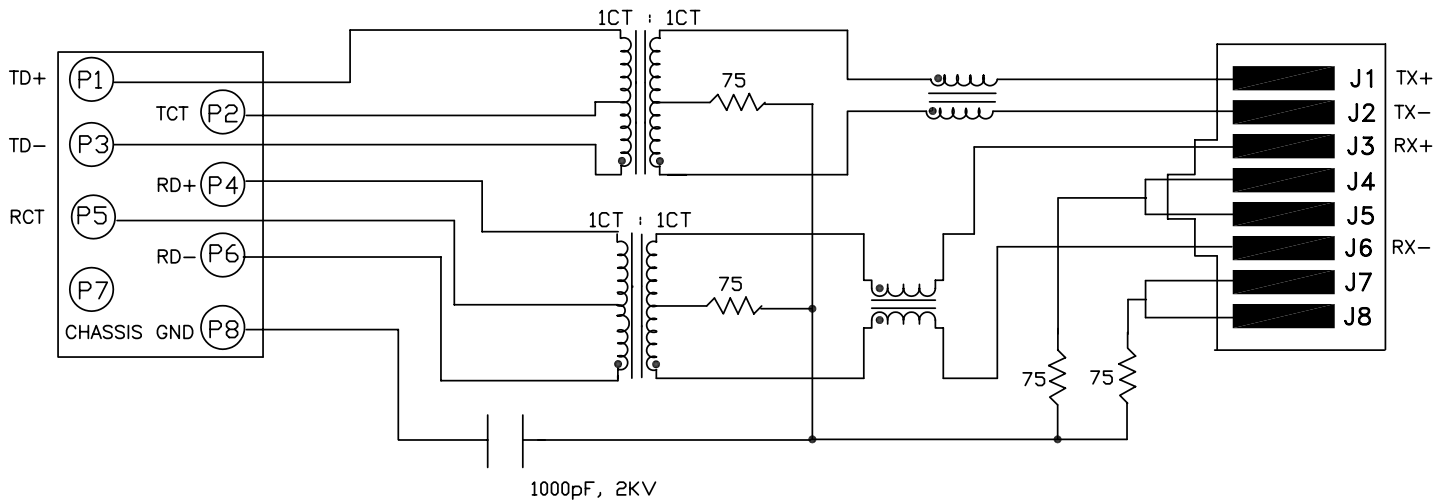 1CT : 1CT
TD+ P1
TCT P2
TD- P3
RD+ P4
RCT P5
RD- P6
P7
CHASSIS GND P8
75
1CT : 1CT
75
1000pF, 2KV
75
75
J1 TX+
J2 TX-
J3 RX+
J4
J5
J6 RX-
J7
J8